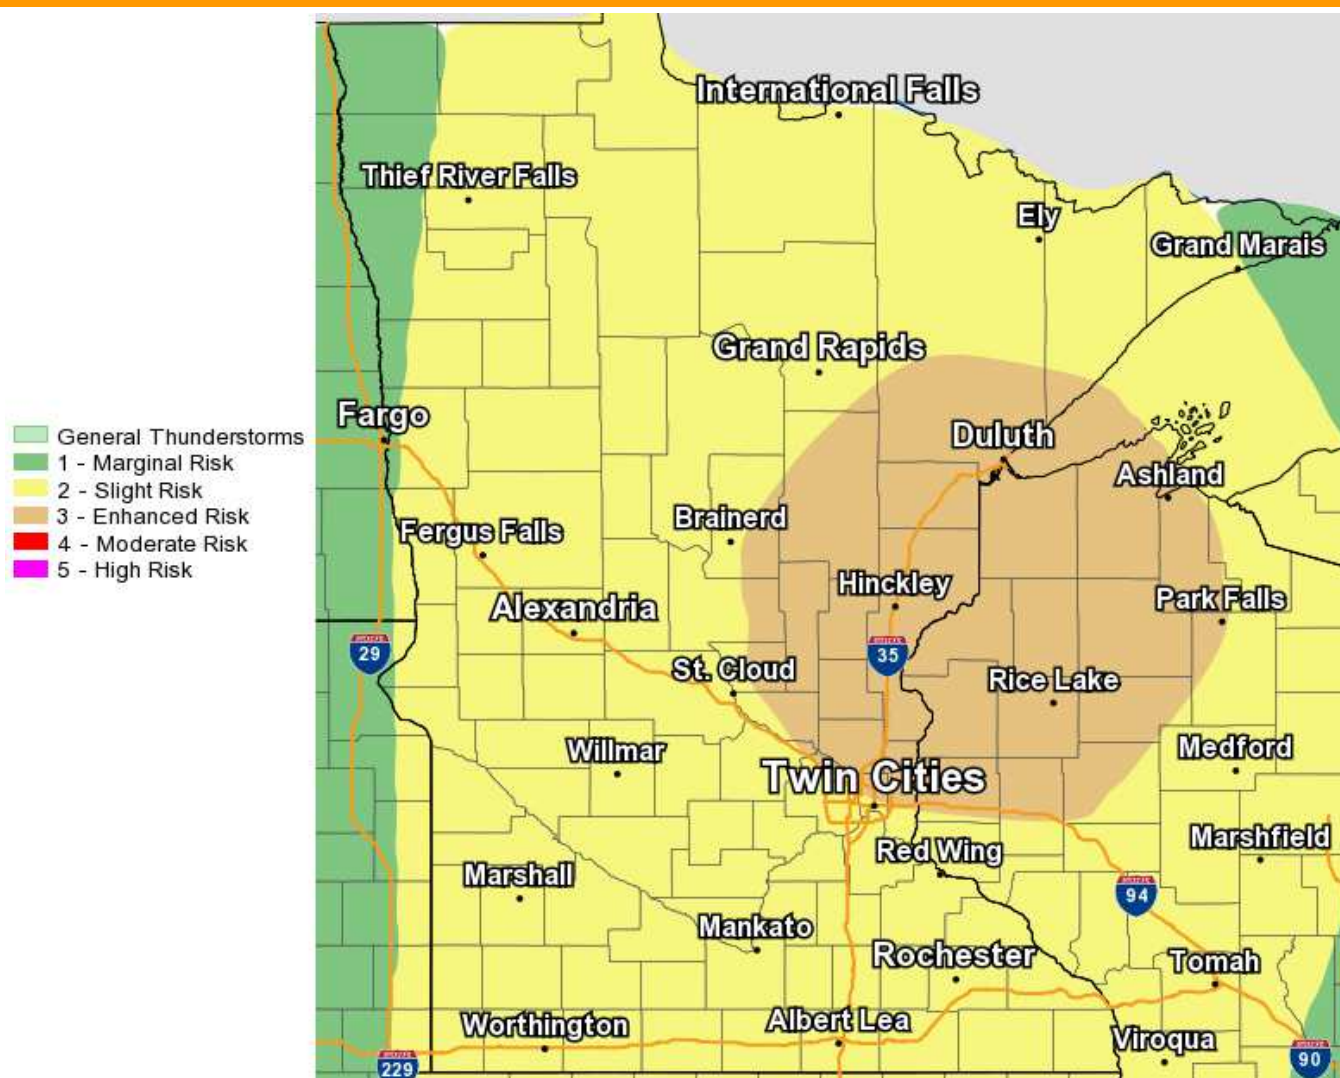 International Falls
Thief River Falls
Ely
Grand Marais
Grand Rapids
Fargo
Duluth
General Thunderstorms
1 - Marginal Risk
2 - Slight Risk
3 - Enhanced Risk
4 - Moderate Risk
5 - High Risk
Ashland
Brainerd
Fergus Falls
Hinckley
Alexandria
Park Falls
29
35
St. Cloud
Rice Lake
Willmar
Medford
Twin Cities
Marshfield
Red Wing
Marshall
94
Mankato
Rochester
Tomah
Worthington
Albert Lea
Viroqua
229
90